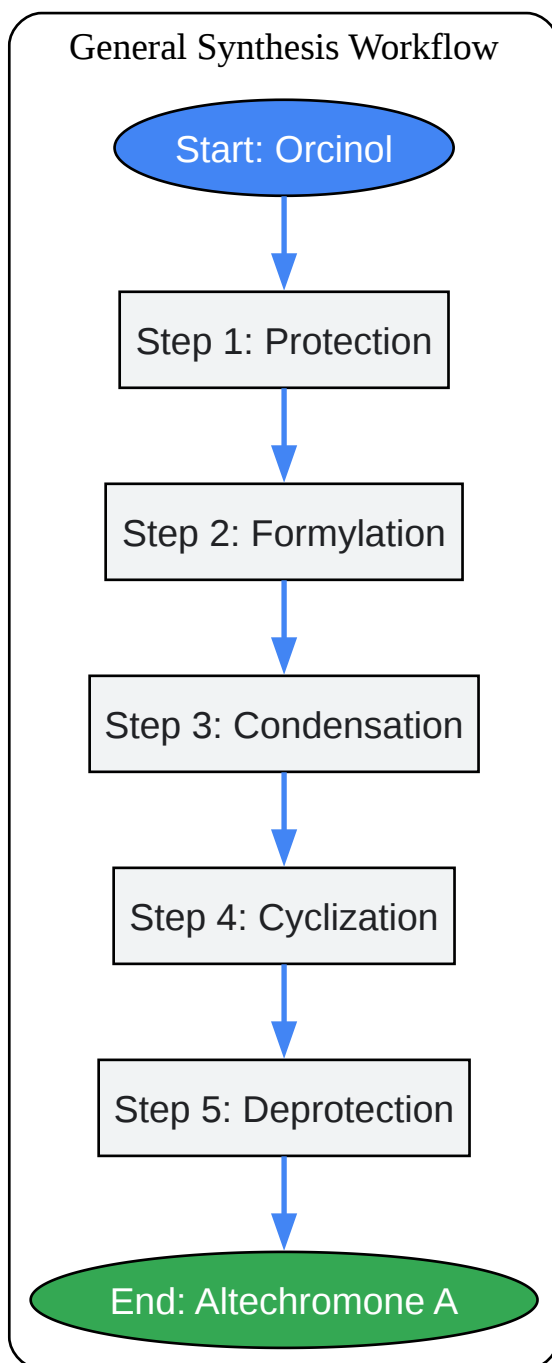 General Synthesis Workflow
Start: Orcinol
Step 1: Protection
Step 2: Formylation
Step 3: Condensation
Step 4: Cyclization
Step 5: Deprotection
End: Altechromone A